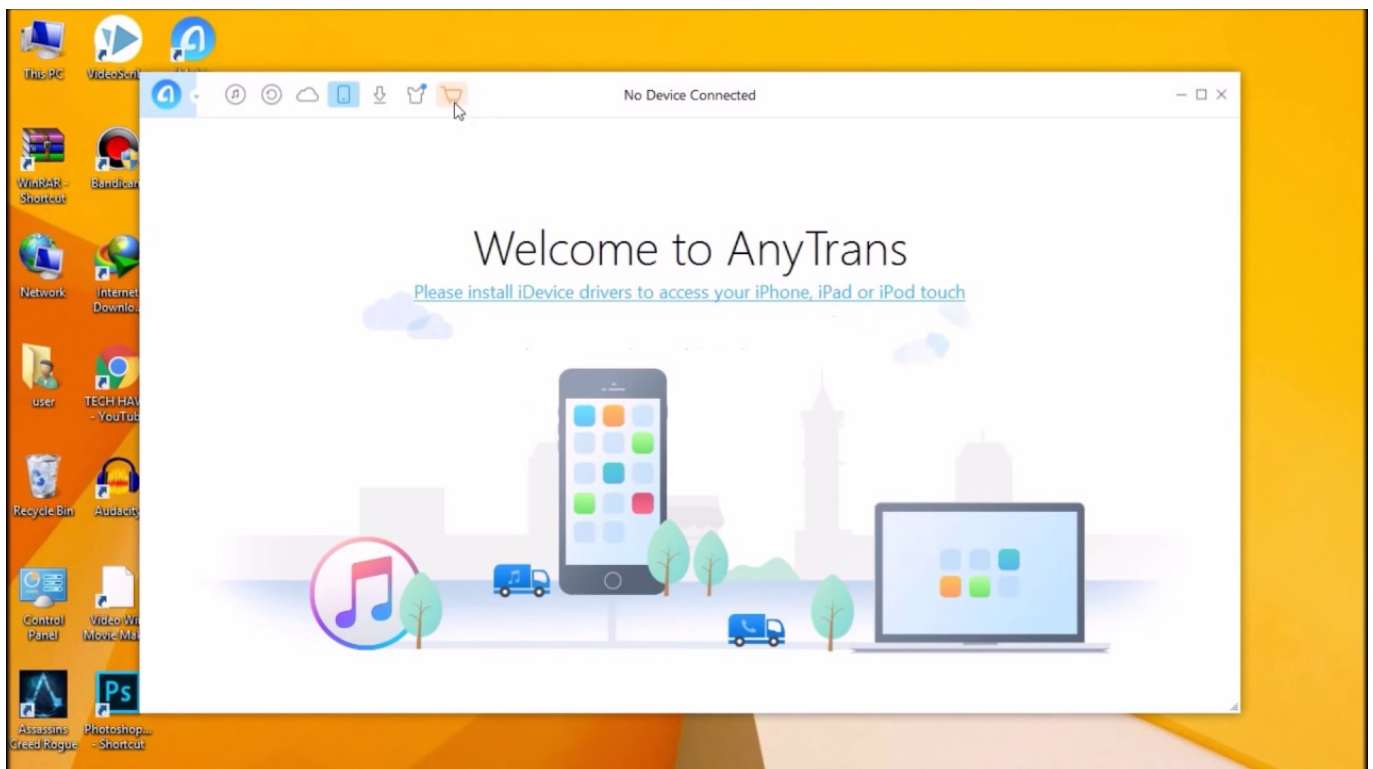 This PC
No Device Connected
WinRAR -
Shortcut
Welcome to AnyTrans
Please install iDevice drivers to access your iPhone, iPad or iPod touch
Network
Internet
Downlo...
user
TECH HAV
- YouTub
Recycle Bin
Audacity
Control
Panel
Video Wi
Movie Ma
Ps
Assassins
Creed Rogue
Photoshop...
- Shortcut